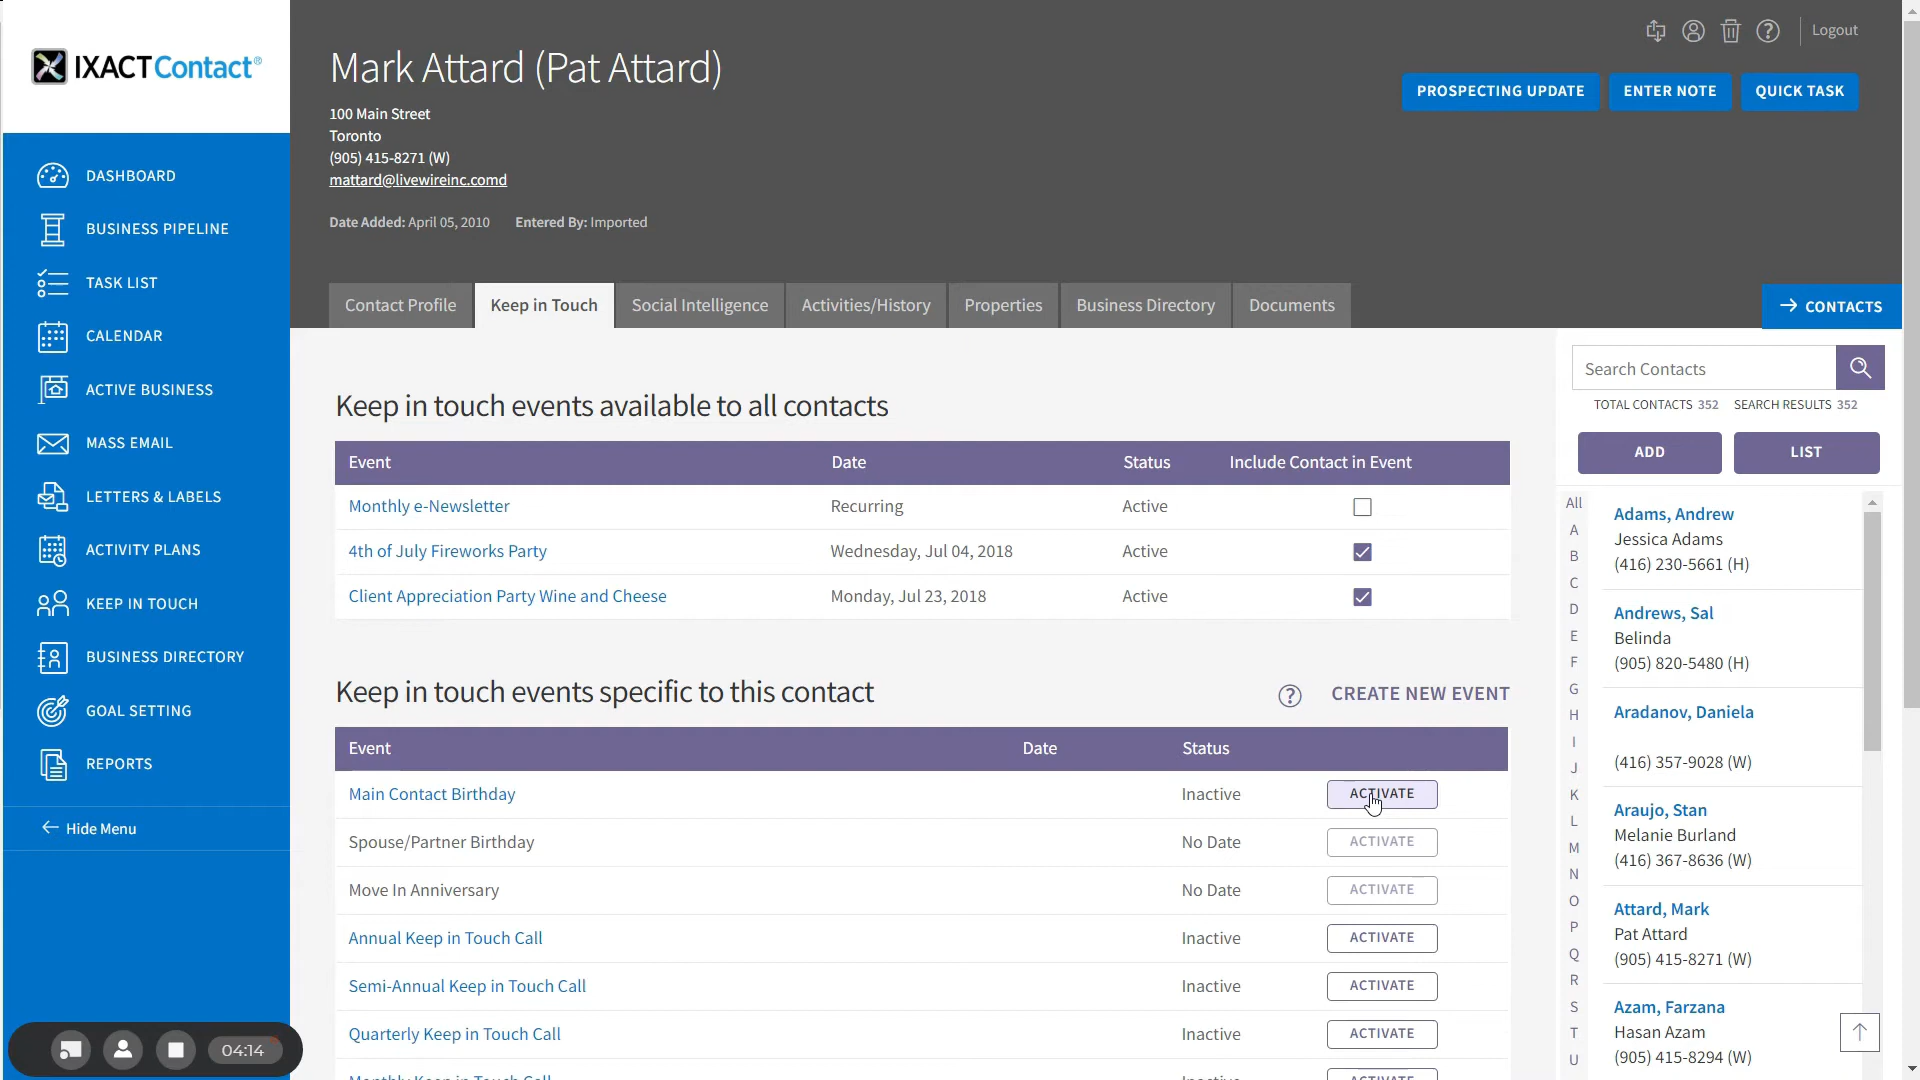 IXACTContact®
DASHBOARD
BUSINESS PIPELINE
TASK LIST
CALENDAR
ACTIVE BUSINESS
MASS EMAIL
LETTERS & LABELS
ACTIVITY PLANS
KEEP IN TOUCH
BUSINESS DIRECTORY
GOAL SETTING
REPORTS
Hide Menu
04:14
Mark Attard (Pat Attard)
100 Main Street
Toronto
(905) 415-8271 (W)
mattard@livewireinc.comd
Date Added: April 05, 2010 Entered By: Imported
Logout
PROSPECTING UPDATE ENTER NOTE QUICK TASK
Contact Profile Keep in Touch Social Intelligence Activities/History Properties Business Directory Documents
CONTACTS
Keep in touch events available to all contacts
Event Date Status Include Contact in Event
Monthly e-Newsletter Recurring Active
4th of July Fireworks Party Wednesday, Jul 04, 2018 Active
Client Appreciation Party Wine and Cheese Monday, Jul 23, 2018 Active
Keep in touch events specific to this contact ? CREATE NEW EVENT
Event Date Status
Main Contact Birthday Inactive ACTIVATE
Spouse/Partner Birthday No Date ACTIVATE
Move In Anniversary No Date ACTIVATE
Annual Keep in Touch Call Inactive ACTIVATE
Semi-Annual Keep in Touch Call Inactive ACTIVATE
Quarterly Keep in Touch Call Inactive ACTIVATE
Monthly Keep in Touch Call Inactive ACTIVATE
Search Contacts
TOTAL CONTACTS 352 SEARCH RESULTS 352
ADD LIST
All
A
B
C
D
E
F
G
H
I
J
K
L
M
N
O
P
Q
R
S
T
U
Adams, Andrew
Jessica Adams
(416) 230-5661 (H)
Andrews, Sal
Belinda
(905) 820-5480 (H)
Aradanov, Daniela
(416) 357-9028 (W)
Araujo, Stan
Melanie Burland
(416) 367-8636 (W)
Attard, Mark
Pat Attard
(905) 415-8271 (W)
Azam, Farzana
Hasan Azam
(905) 415-8294 (W)